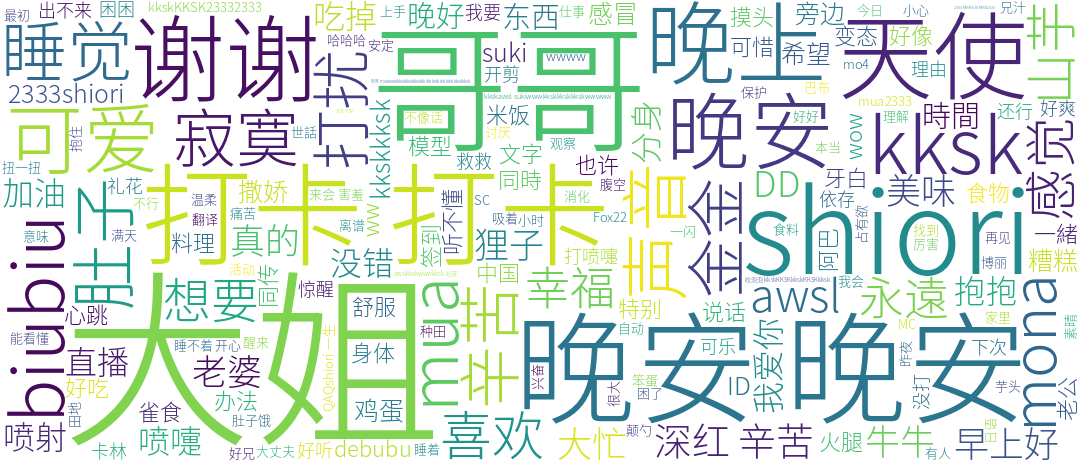 kkskKKSK23332333
困困
出不来
最初
睡觉
谢谢
吃掉
上手
仕事
哈哈哈
安定
打扰
哥哥
晚好
我要
东西
感冒
suki
wwww
开剪
晚上
摸头
旁边
可惜
希望
变态
好像
今日
小心
兄汁
天使
mo4
理由
山芋
2333shiori
可爱
寂寞
kkskkksk
米饭
分身
晚安
保护
巴布
mua2333
理解
時間
还行
好爽
kksk
感觉
世話
抱住
不像话
模型
讨厌
观察
文字
救救
好好
本当
wow
扭一扭
加油
礼花
撒娇
打卡
打卡
ww
签到
听不懂
同時
也许
音声
金金
DD
牙白
依存
占有欲
美味
食物
一緒
肚子
不行
温柔
翻译
来会
害羞
SC
消化
腹空
吸着
小时
Fox22
一闪
食料
阿巴
shiori
找到
厉害
再见
博丽
糟糕
biubiu
意味
满天
料理
真的
痛苦
离谱
狸子
打喷嚏
心跳
想要
同传
活动
惊醒
没错
中国
mua
辛苦
幸福
特别
说话
awsl
我会
永遠
抱抱
mona
能看懂
直播
睡不着
开心
醒来
QAQshiori
一生
大姐
舒服
种田
自动
晚安
晚安
可乐
我爱你
MC
昨夜
家里
下次
素晴
好吃
老婆
身体
兴奋
笨蛋
困了
很大
ID
没打
芋头
老公
喷射
田地
雀食
办法
肚子饿
鸡蛋
喜欢
大忙
颠勺
深红
辛苦
火腿
牛牛
早上好
卡林
喷嚏
好兄
大丈夫
好听
debubu
睡着
有人